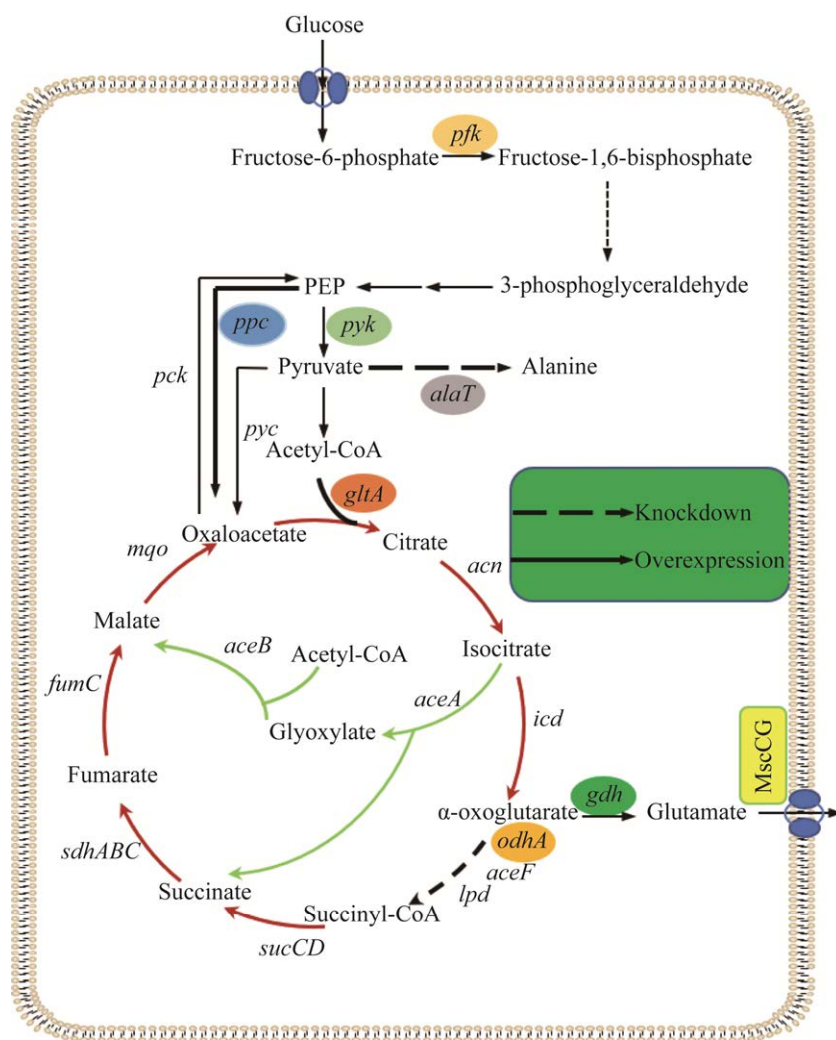 Glucose
pfk
Fructose-6-phosphate
Fructose-1,6-bisphosphate
PEP
3-phosphoglyceraldehyde
ppc
pyk
pck
Pyruvate
Alanine
alaT
pyc
Acetyl-CoA
gltA
Knockdown
Oxaloacetate
Citrate
mqo
acn
Overexpression
Malate
aceB
Acetyl-CoA
Isocitrate
fumC
aceA
Glyoxylate
icd
MscCG
Fumarate
gdh
α-oxoglutarate
Glutamate
odhA
sdhABC
aceF
lpd
Succinate
Succinyl-CoA
sucCD